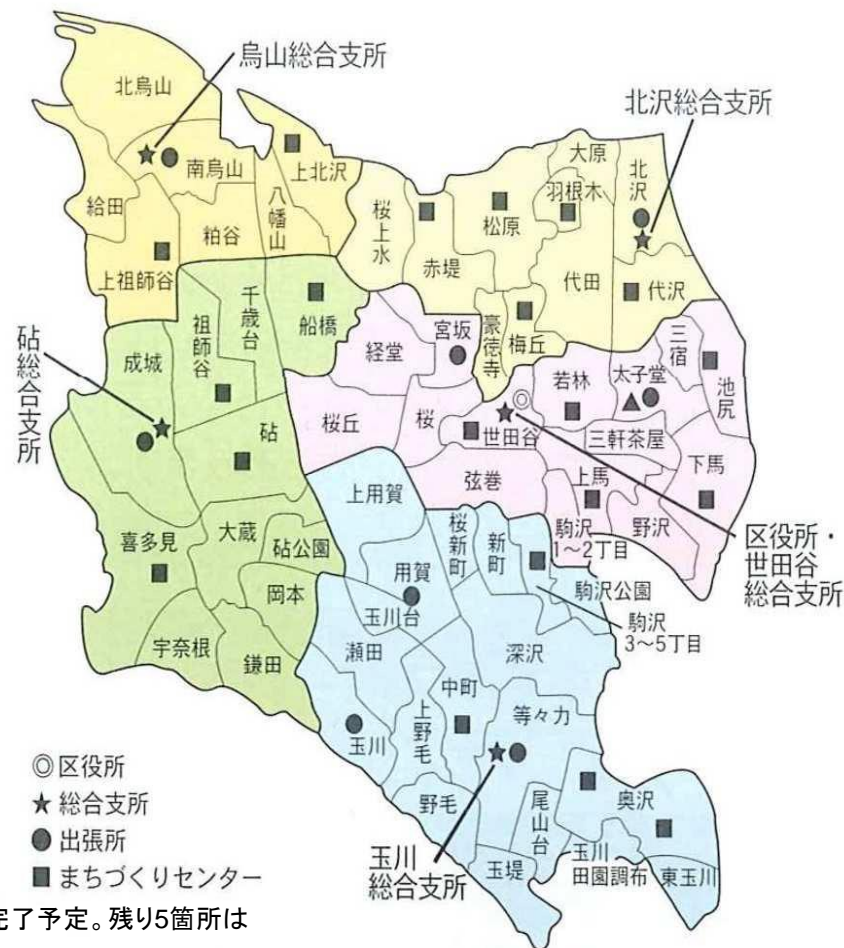 烏山総合支所
北烏山
北沢総合支所
南烏山
上北沢
大原
北沢
羽根木
給田
八幡山
桜上水
松原
粕谷
赤堤
代田
代沢
上祖師谷
千歳台
船橋
豪徳寺
梅丘
三宿
砧総合支所
成城
祖師谷
経堂
宮坂
若林
太子堂
池尻
桜丘
桜
世田谷
三軒茶屋
砧
弦巻
上馬
下馬
上用賀
喜多見
大蔵
砧公園
桜新町
新町
駒沢
1〜2丁目
野沢
区役所・
世田谷
総合支所
用賀
駒沢公園
岡本
玉川台
駒沢
3〜5丁目
宇奈根
鎌田
瀬田
深沢
中町
上野毛
等々力
玉川
◎区役所
★総合支所
●出張所
■まちづくりセンター
野毛
尾山台
奥沢
玉川
総合支所
玉堤
玉川
田園調布
東玉川
完了予定。残り5箇所は